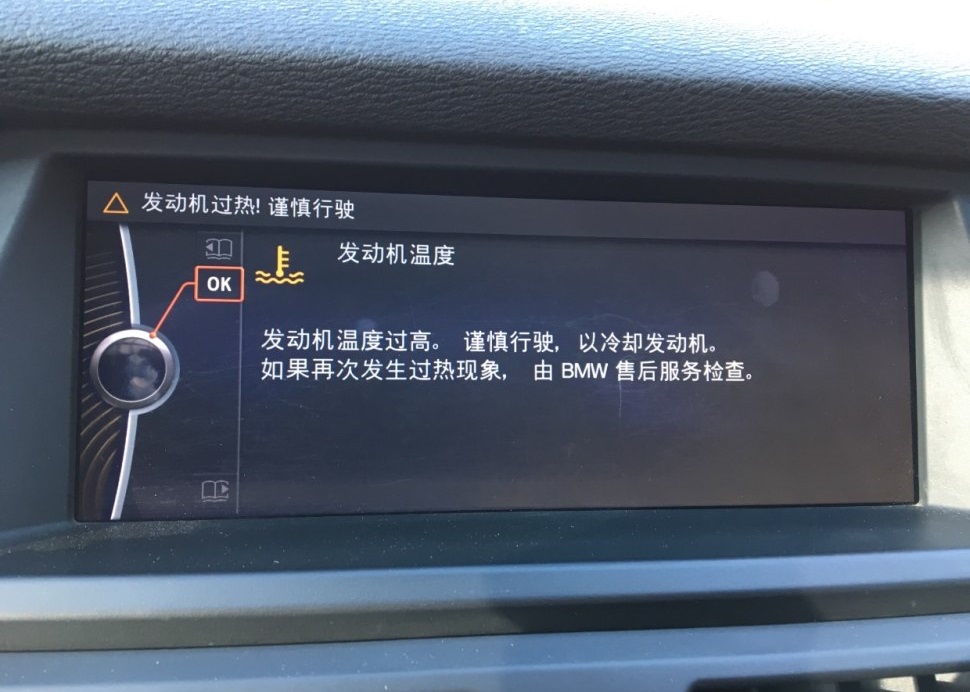 发动机过热! 谨慎行驶
发动机温度
OK
发动机温度过高。 谨慎行驶, 以冷却发动机。
如果再次发生过热现象, 由 BMW 售后服务检查。